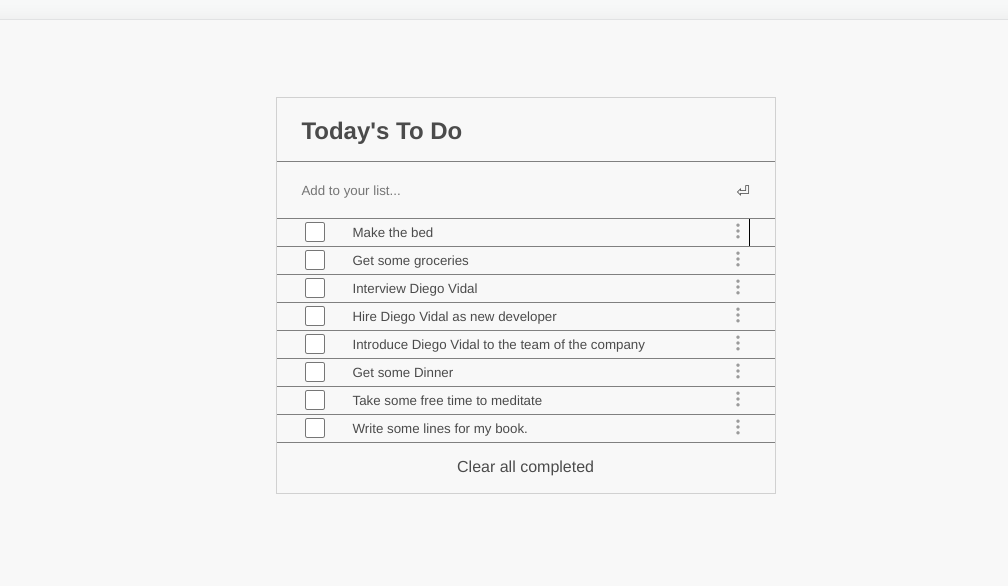 Today's To Do
Add to your list...
Make the bed
Get some groceries
Interview Diego Vidal
Hire Diego Vidal as new developer
Introduce Diego Vidal to the team of the company
Get some Dinner
Take some free time to meditate
Write some lines for my book.
Clear all completed